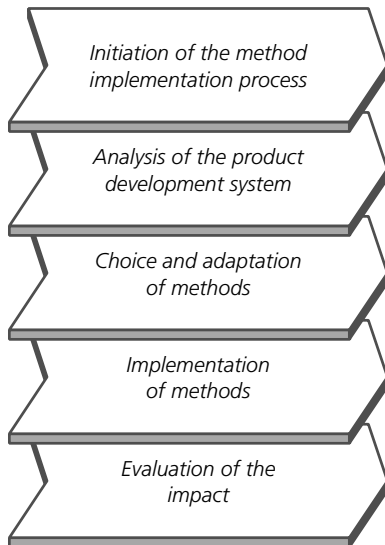 Initiation of the method
implementation process
Analysis of the product
development system
Choice and adaptation
of methods
Implementation
of methods
Evaluation of the
impact